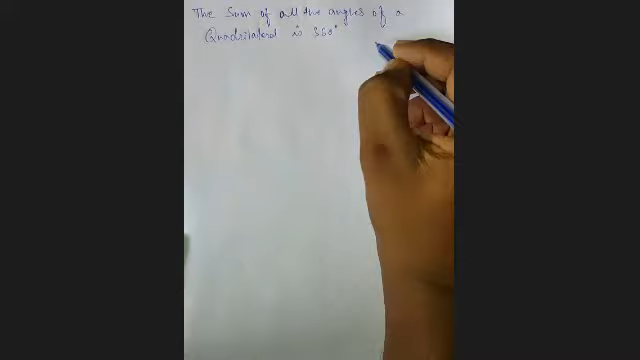 The Sum of all the angles of a
Quadrilateral is 360°